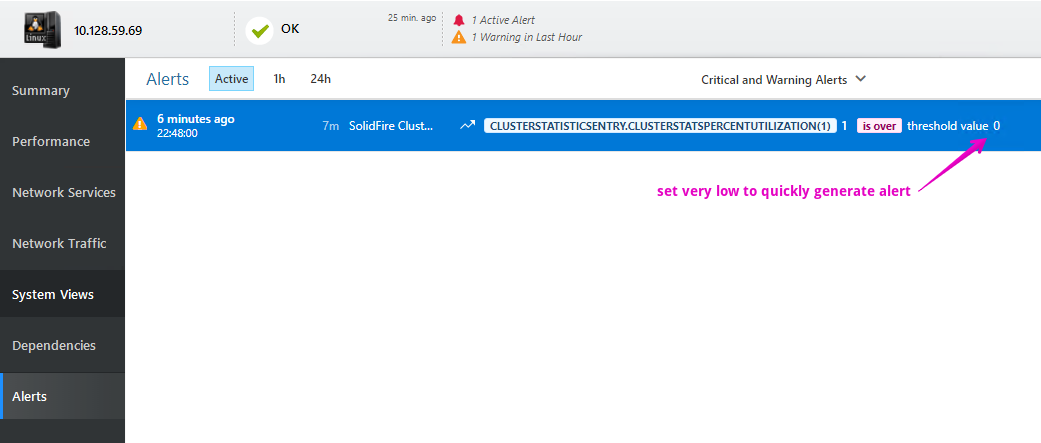 Linux
10.128.59.69
OK
25 min. ago
1 Active Alert
1 Warning in Last Hour
Summary
Performance
Network Services
Network Traffic
System Views
Dependencies
Alerts
Alerts Active 1h 24h Critical and Warning Alerts
6 minutes ago
22:48:00
7m SolidFire Clust... CLUSTERSTATISTICSENTRY.CLUSTERSTATSPERCENTUTILIZATION(1) 1 is over threshold value 0
set very low to quickly generate alert